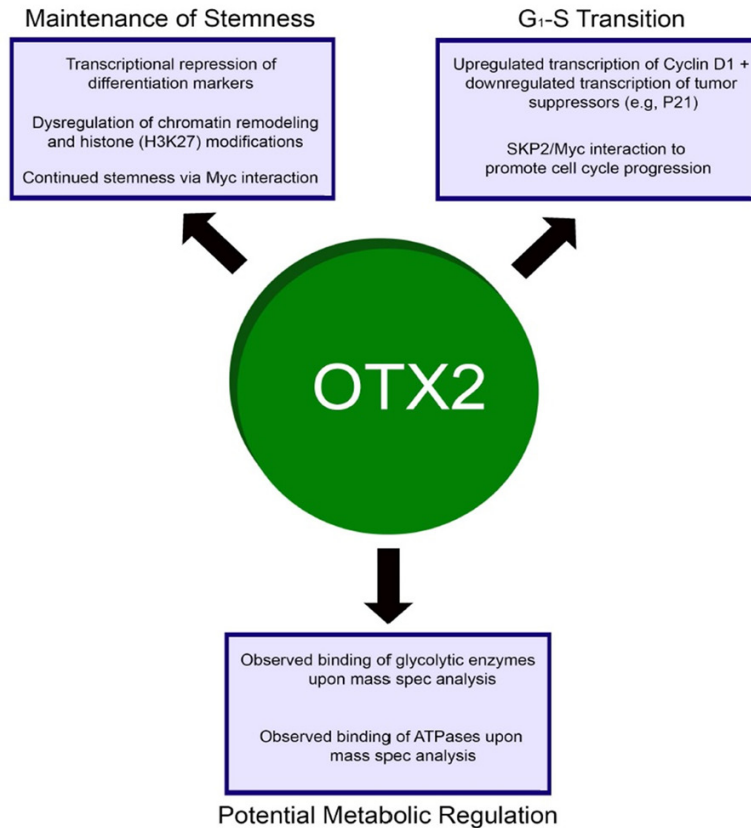 Maintenance of Stemness
Transcriptional repression of
differentiation markers
Dysregulation of chromatin remodeling
and histone (H3K27) modifications
Continued stemness via Myc interaction
G₁-S Transition
Upregulated transcription of Cyclin D1 +
downregulated transcription of tumor
suppressors (e.g, P21)
SKP2/Myc interaction to
promote cell cycle progression
OTX2
Observed binding of glycolytic enzymes
upon mass spec analysis
Observed binding of ATPases upon
mass spec analysis
Potential Metabolic Regulation